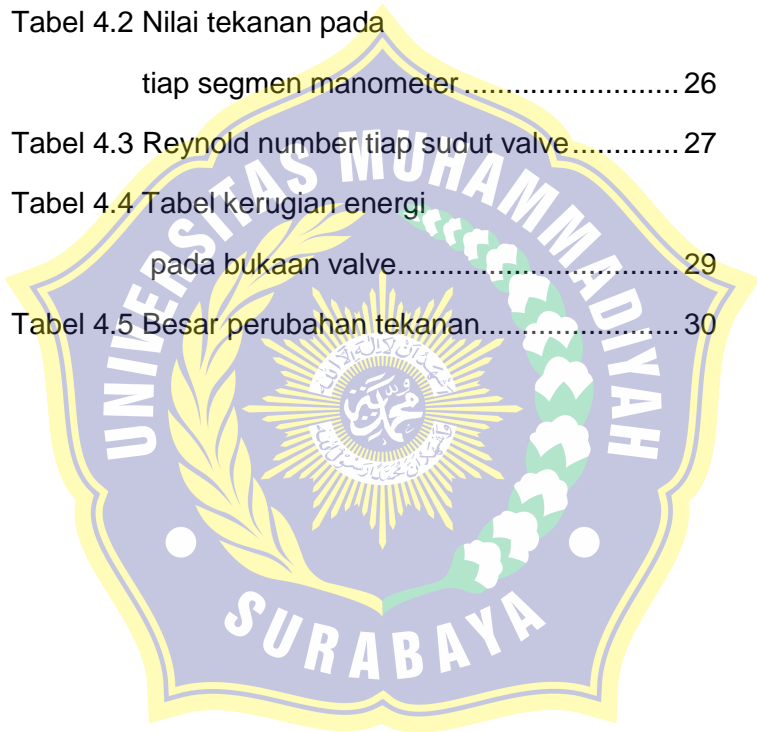 Tabel 4.2 Nilai tekanan pada
tiap segmen manometer .......................... 26
Tabel 4.3 Reynold number tiap sudut valve............. 27
Tabel 4.4 Tabel kerugian energi
pada bukaan valve.................................. 29
Tabel 4.5 Besar perubahan tekanan........................ 30
UNIVERSITAS MUHAMMADIYAH
SURABAYA